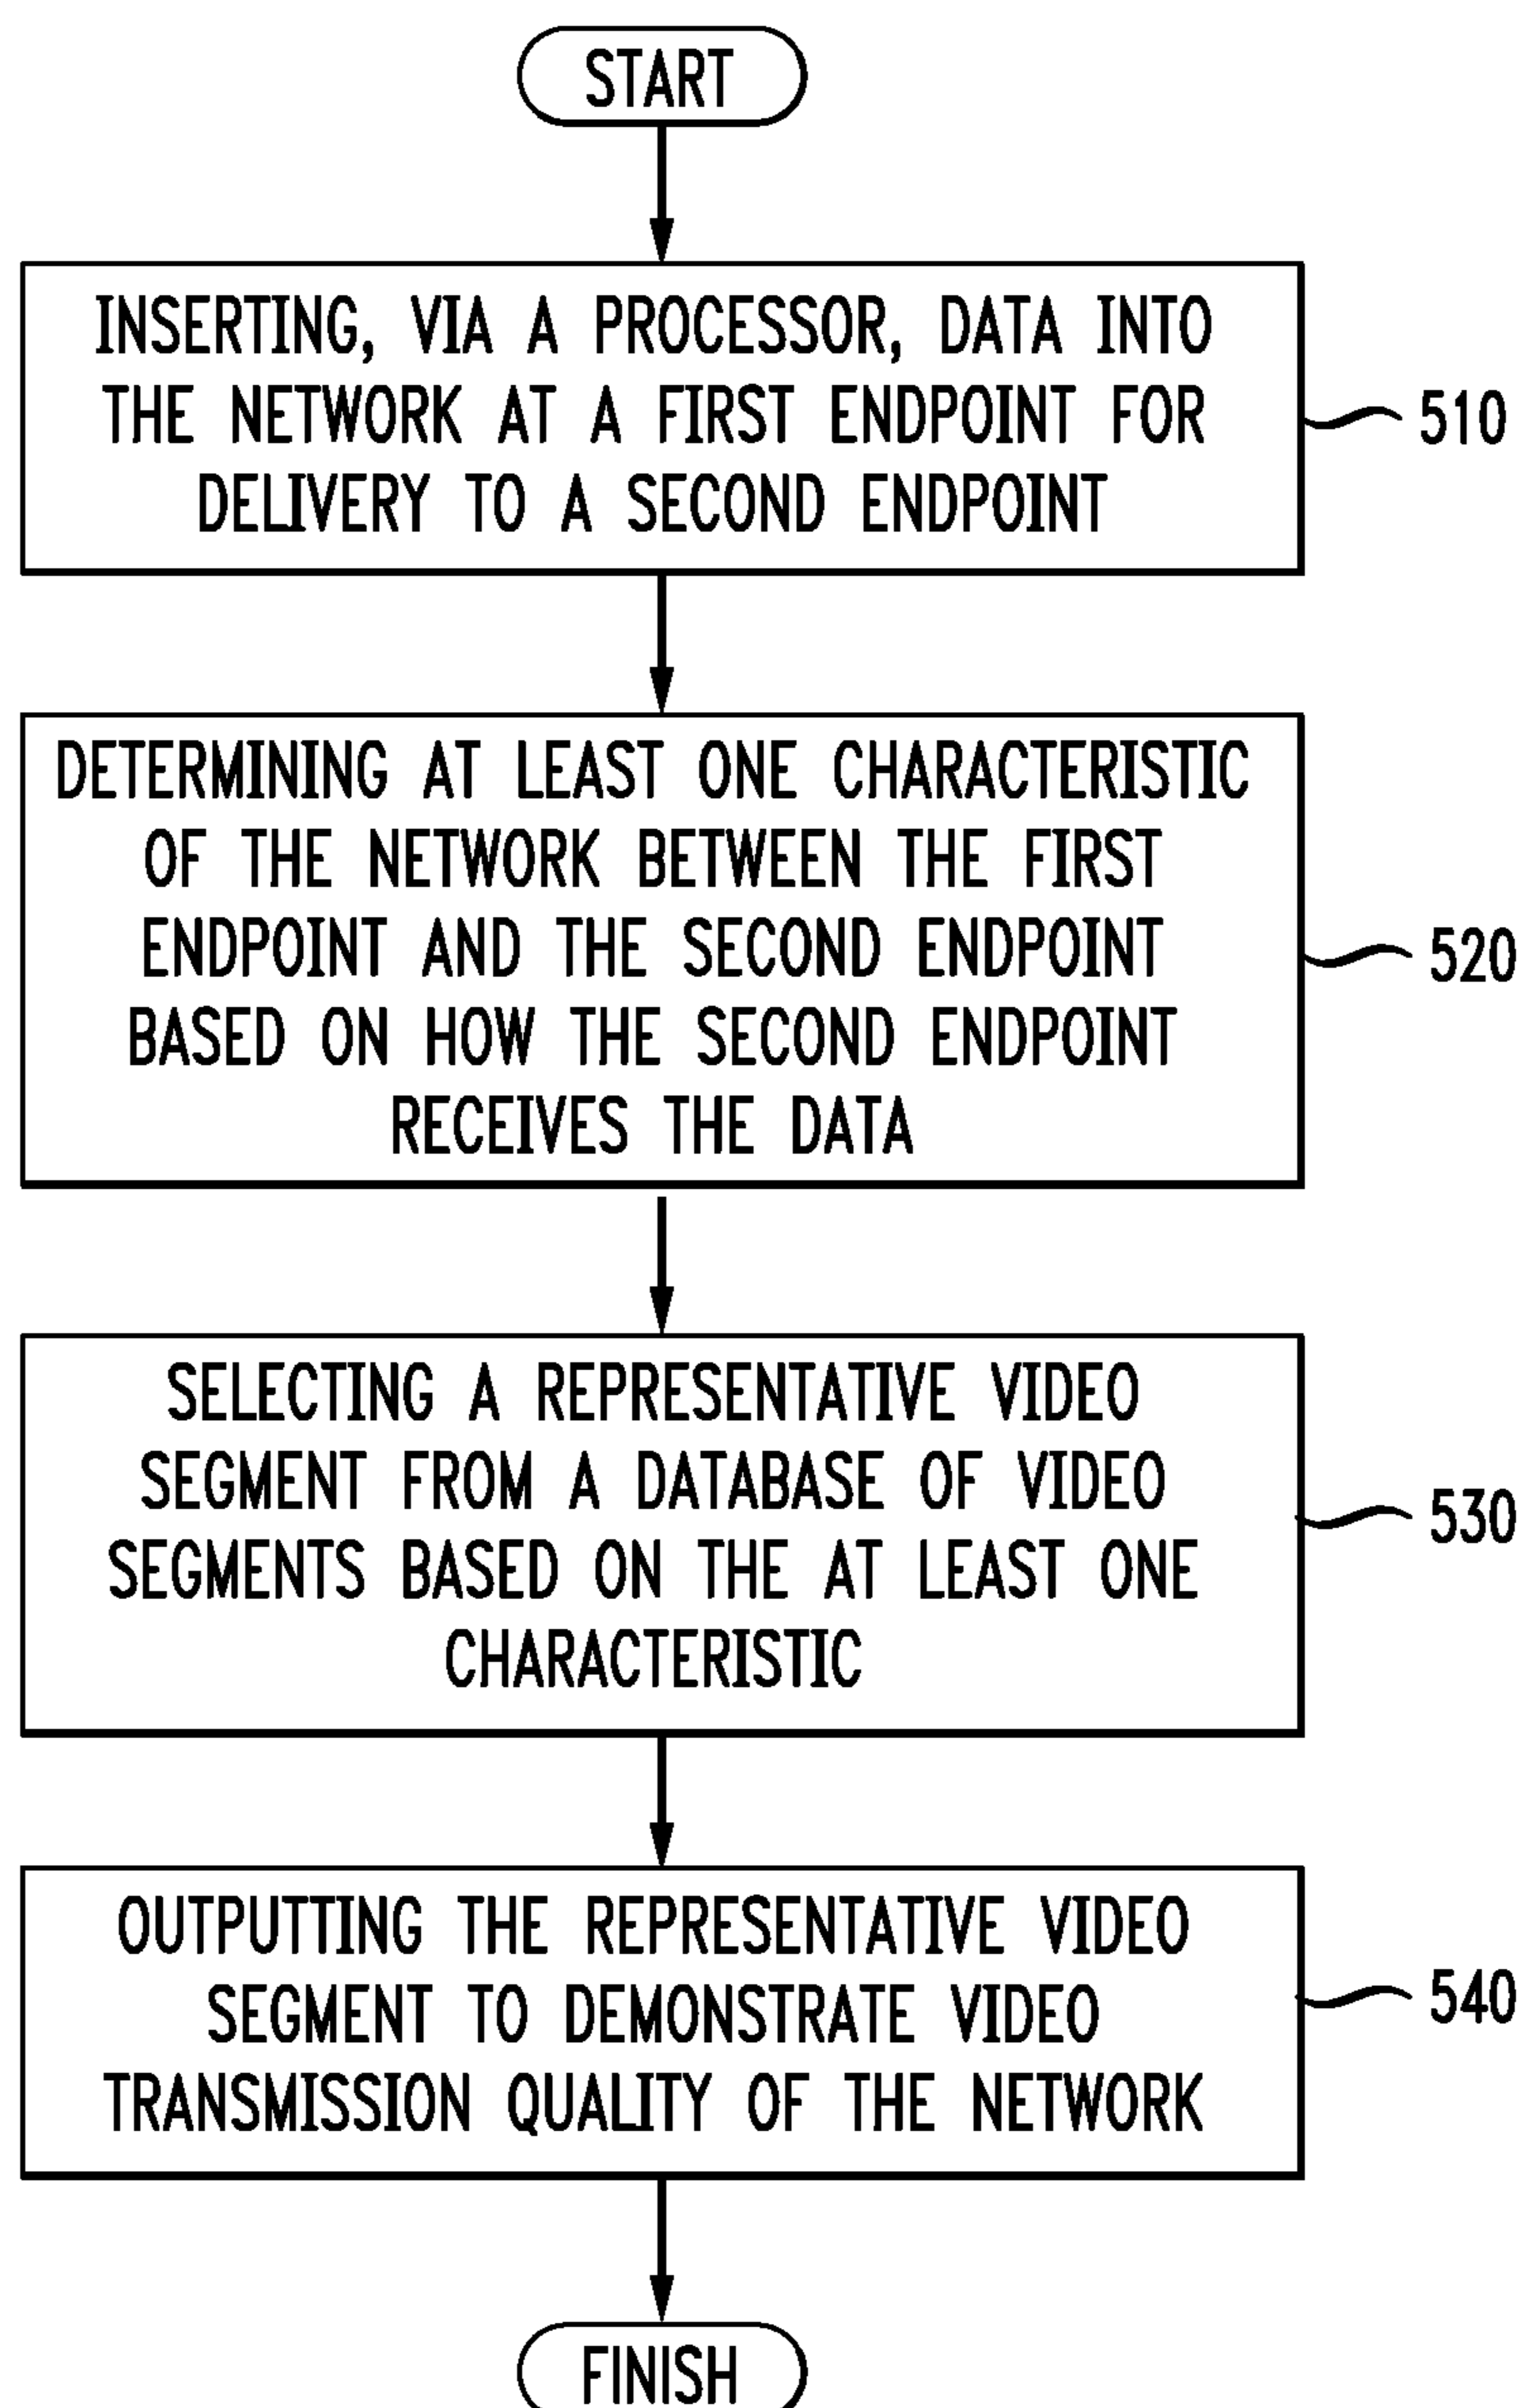 START
INSERTING, VIA A PROCESSOR, DATA INTO
THE NETWORK AT A FIRST ENDPOINT FOR
DELIVERY TO A SECOND ENDPOINT
510
DETERMINING AT LEAST ONE CHARACTERISTIC
OF THE NETWORK BETWEEN THE FIRST
ENDPOINT AND THE SECOND ENDPOINT
BASED ON HOW THE SECOND ENDPOINT
RECEIVES THE DATA
520
SELECTING A REPRESENTATIVE VIDEO
SEGMENT FROM A DATABASE OF VIDEO
SEGMENTS BASED ON THE AT LEAST ONE
CHARACTERISTIC
530
OUTPUTTING THE REPRESENTATIVE VIDEO
SEGMENT TO DEMONSTRATE VIDEO
TRANSMISSION QUALITY OF THE NETWORK
540
FINISH